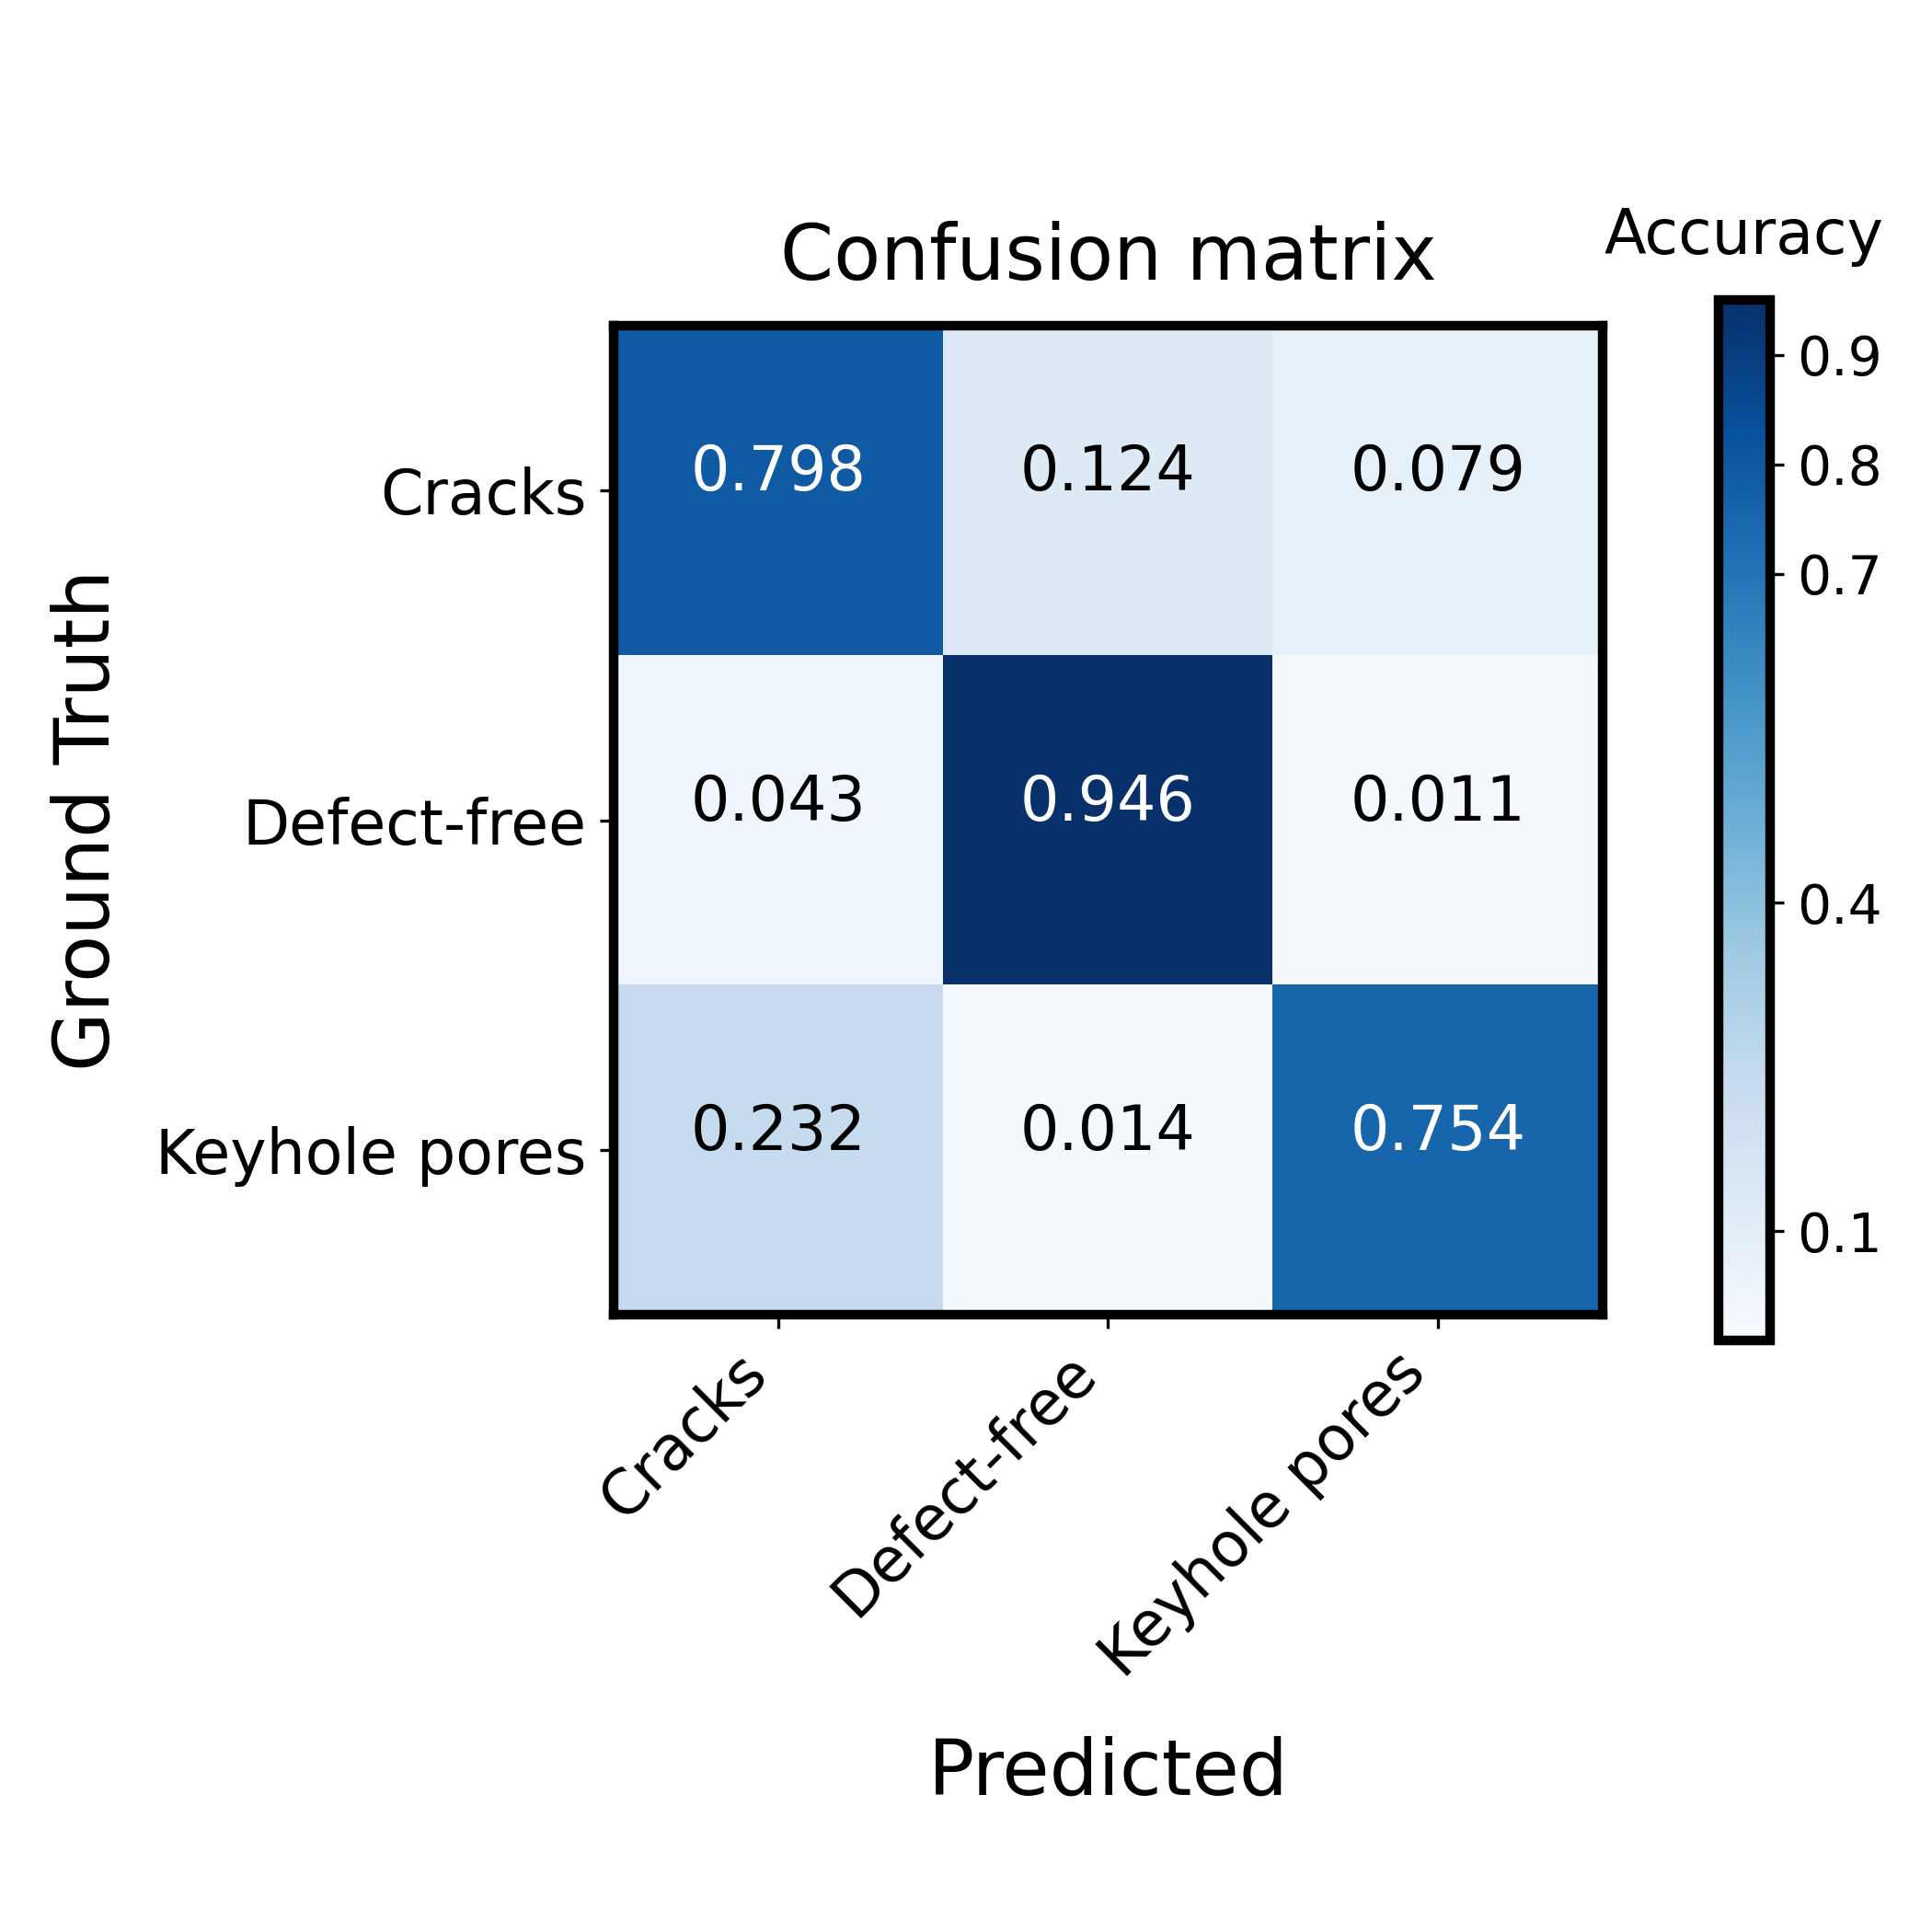 Confusion matrix
Accuracy
Ground Truth
Cracks
0.798 0.124 0.079
Defect-free
0.043 0.946 0.011
Keyhole pores
0.232 0.014 0.754
0.9
0.8
0.7
0.4
0.1
Cracks
Defect-free
Keyhole pores
Predicted